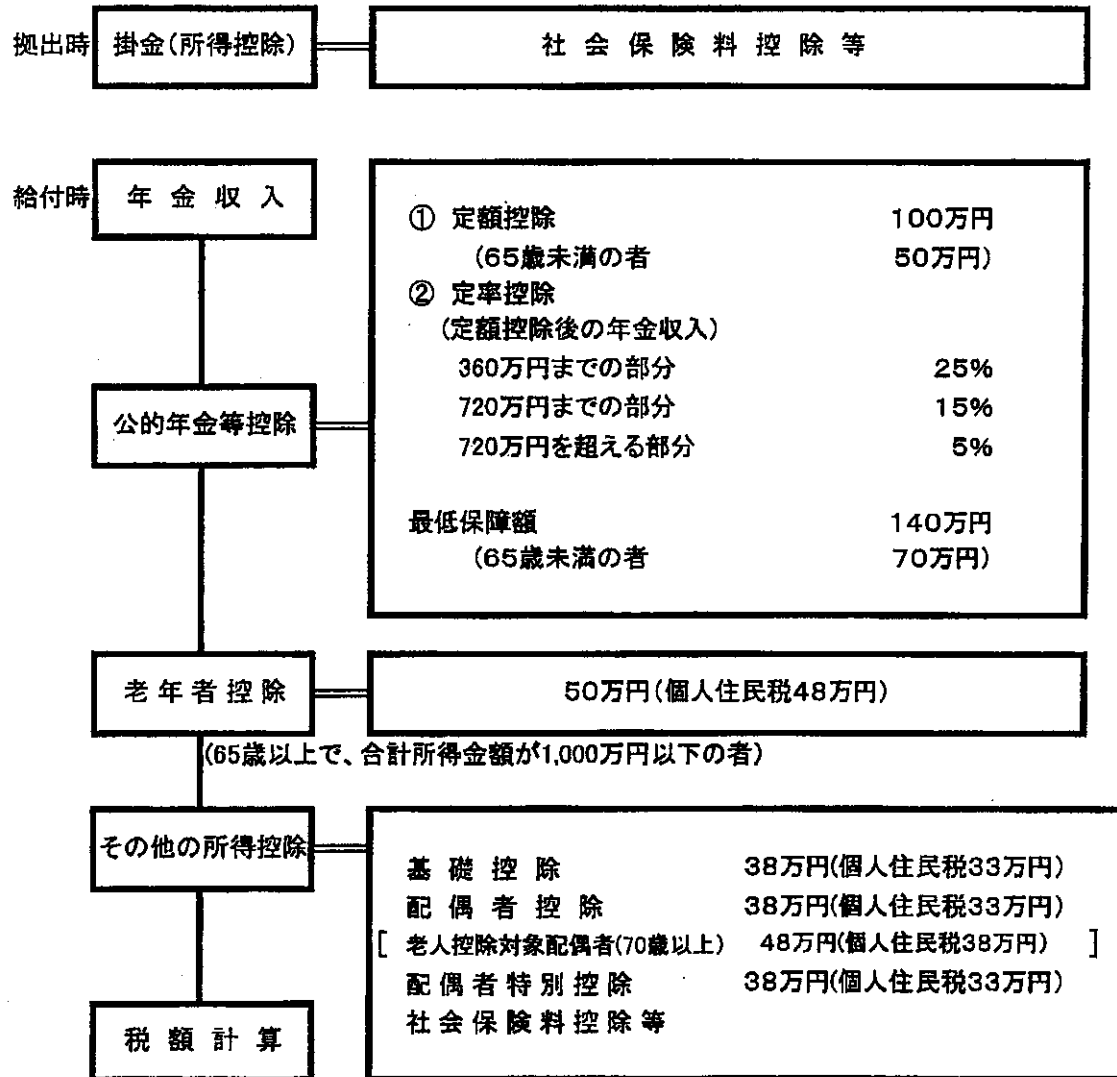 拠出時 掛金(所得控除) 社会保険料控除等
給付時 年金収入
① 定額控除 100万円
(65歳未満の者 50万円)
② 定率控除
(定額控除後の年金収入)
360万円までの部分 25%
720万円までの部分 15%
720万円を超える部分 5%
最低保障額 140万円
(65歳未満の者 70万円)
公的年金等控除
老年者控除 50万円(個人住民税48万円)
(65歳以上で、合計所得金額が1,000万円以下の者)
その他の所得控除
基礎控除 38万円(個人住民税33万円)
配偶者控除 38万円(個人住民税33万円)
[ 老人控除対象配偶者(70歳以上) 48万円(個人住民税38万円) ]
配偶者特別控除 38万円(個人住民税33万円)
社会保険料控除等
税額計算